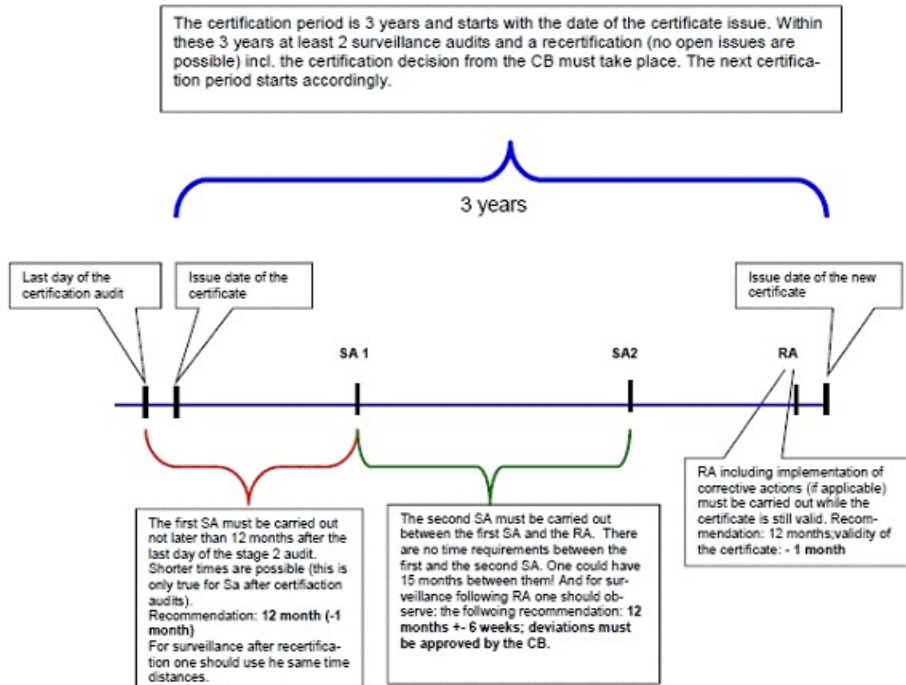 The certification period is 3 years and starts with the date of the certificate issue. Within
these 3 years at least 2 surveillance audits and a recertification (no open issues are
possible) incl. the certification decision from the CB must take place. The next certifica-
tion period starts accordingly.
3 years
Last day of the
certification audit
Issue date of the
certificate
Issue date of the new
certificate
SA 1
SA2
RA
The first SA must be carried out
not later than 12 months after the
last day of the stage 2 audit.
Shorter times are possible (this is
only true for Sa after certifiaction
audits).
Recommendation: 12 month (-1
month)
For surveillance after recertifica-
tion one should use he same time
distances.
The second SA must be carried out
between the first SA and the RA. There
are no time requirements between the
first and the second SA. One could have
15 months between them! And for sur-
veillance following RA one should ob-
serve: the follwoing recommendation: 12
months +- 6 weeks; deviations must
be approved by the CB.
RA including implementation of
corrective actions (if applicable)
must be carried out while the
certificate is still valid. Recom-
mendation: 12 months;validity of
the certificate: - 1 month